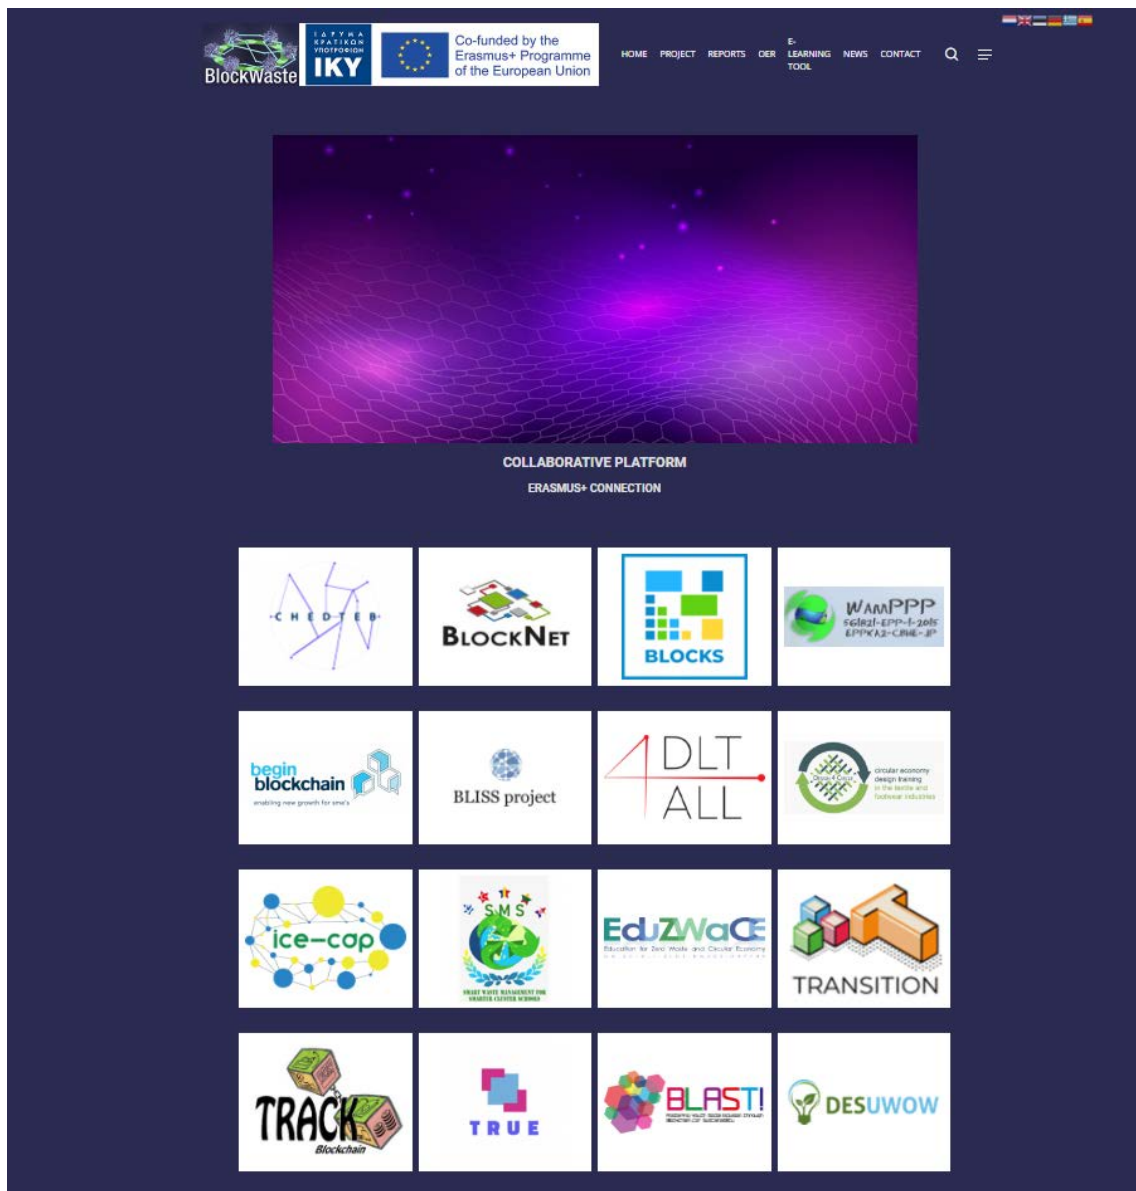 BlockWaste
ΙΔΡΥΜΑ
ΚΡΑΤΙΚΩΝ
ΥΠΟΤΡΟΦΙΩΝ
IKY
Co-funded by the
Erasmus+ Programme
of the European Union
HOME PROJECT REPORTS OER E-LEARNING TOOL NEWS CONTACT
COLLABORATIVE PLATFORM
ERASMUS+ CONNECTION
CHEDTEB
BLOCKNET
BLOCKS
WamPPP
561821-EPP-1-2015
EPPKA2-CBHE-JP
begin
blockchain
enabling new growth for sme's
BLISS project
4 DLT
ALL
circular economy
design training
in the textile and
footwear industries
ice-cap
SMS
SMART WASTE MANAGEMENT FOR
SMARTER CLUSTER SCHOOLS
EduZWaCE
Education for Zero Waste and Circular Economy
TRANSITION
TRACK
Blockchain
TRUE
BLAST!
DESUWOW